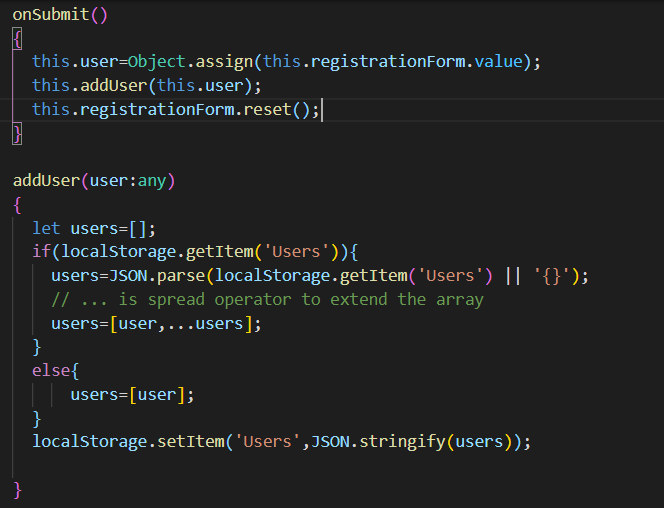 onSubmit()
{
  this.user=Object.assign(this.registrationForm.value);
  this.addUser(this.user);
  this.registrationForm.reset();
}

addUser(user:any)
{
  let users=[];
  if(localStorage.getItem('Users')){
    users=JSON.parse(localStorage.getItem('Users') || '{}');
    // ... is spread operator to extend the array
    users=[user,...users];
  }
  else{
      users=[user];
  }
  localStorage.setItem('Users',JSON.stringify(users));

}